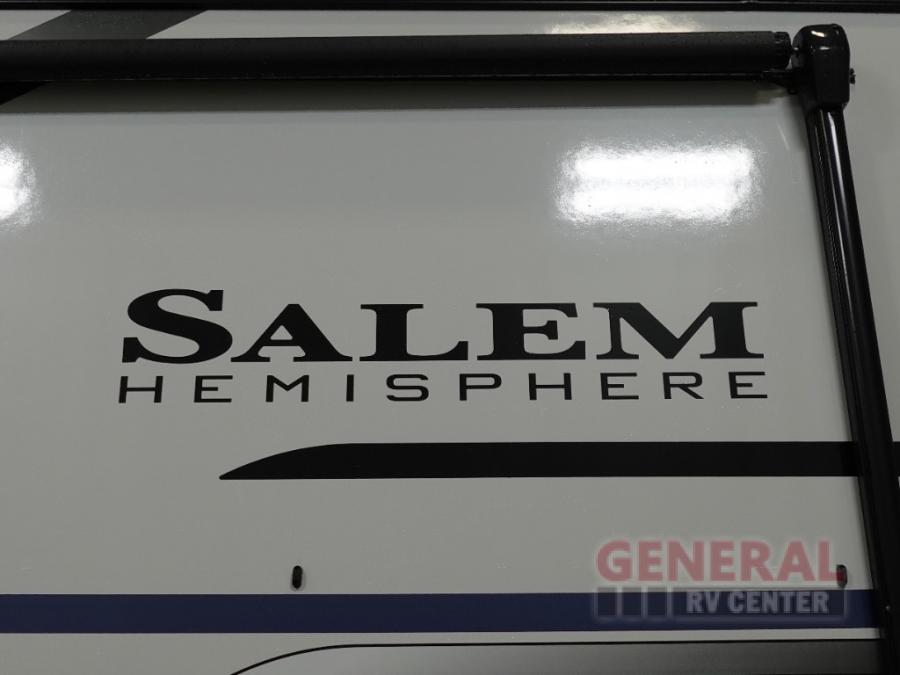 SALEM
HEMISPHERE
GENERAL
RV CENTER